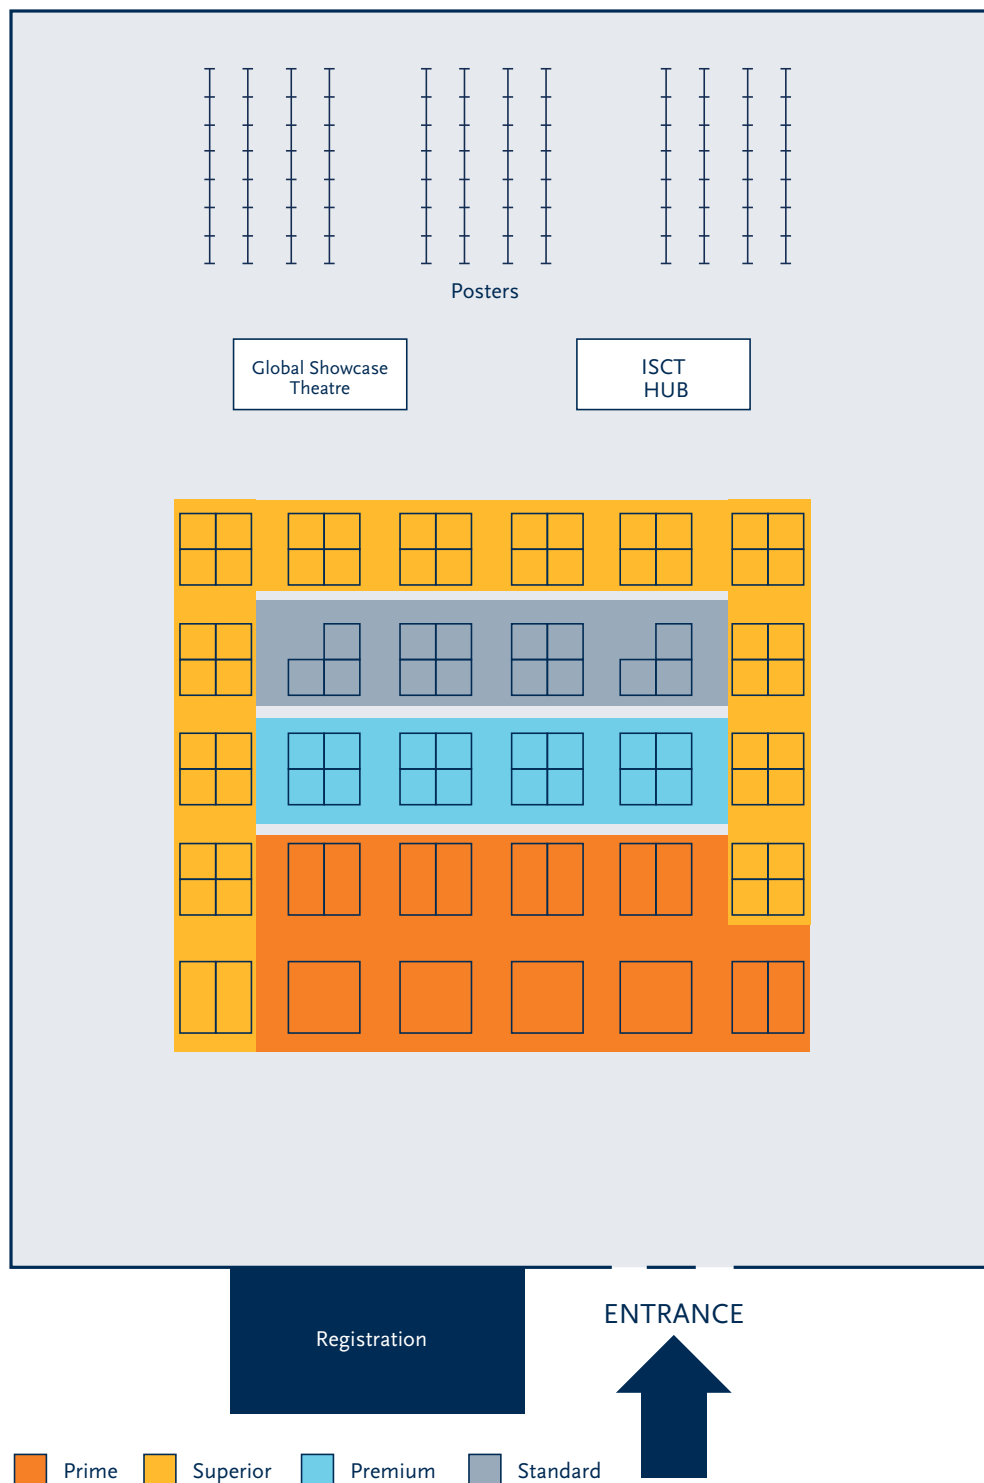 Posters
Global Showcase
Theatre
ISCT
HUB
Registration
ENTRANCE
Prime
Superior
Premium
Standard